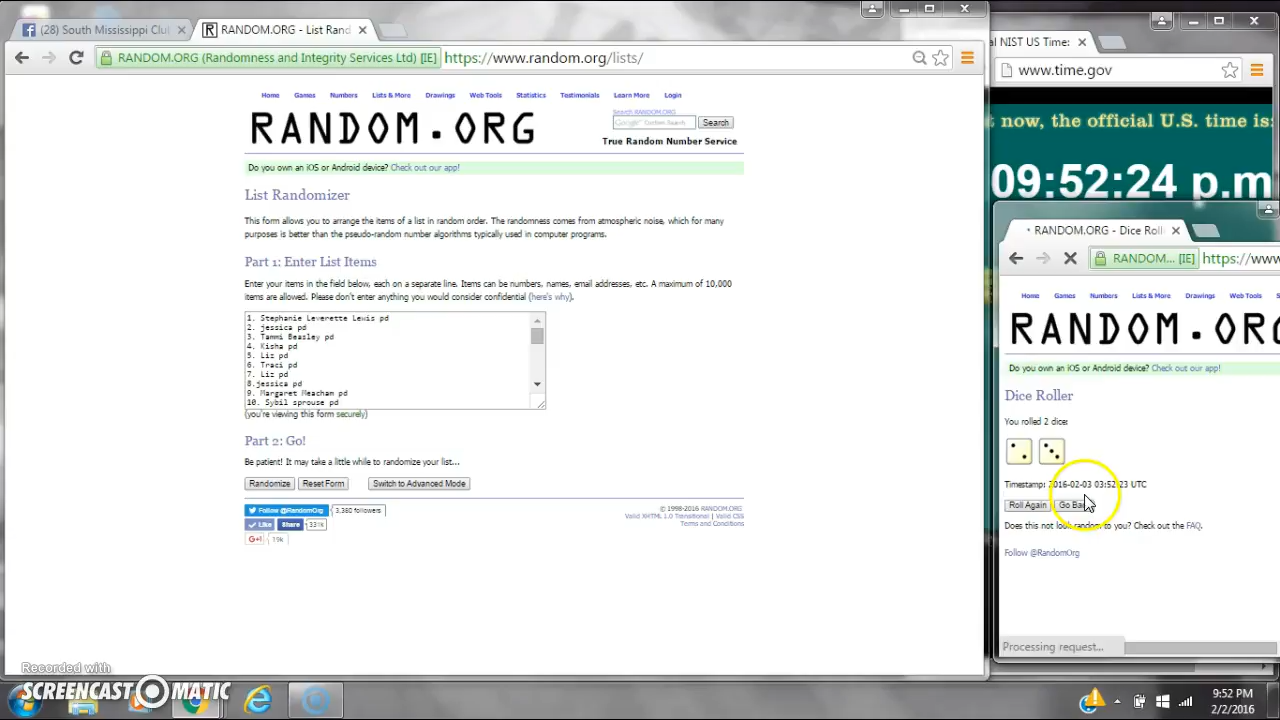 (28) South Mississippi Clu
RANDOM.ORG - List Rand
RANDOM.ORG (Randomness and Integrity Services Ltd) [IE]
https://www.random.org/lists/
Home Games Numbers Lists & More Drawings Web Tools Statistics Testimonials Learn More Login
RANDOM.ORG
Search RANDOM.ORG
Google Custom Search
Search
True Random Number Service
Do you own an iOS or Android device? Check out our app!
List Randomizer
This form allows you to arrange the items of a list in random order. The randomness comes from atmospheric noise, which for many
purposes is better than the pseudo-random number algorithms typically used in computer programs.
Part 1: Enter List Items
Enter your items in the field below, each on a separate line. Items can be numbers, names, email addresses, etc. A maximum of 10,000
items are allowed. Please don't enter anything you would consider confidential (here's why).
1. Stephanie Leverette Lewis pd
2. jessica pd
3. Tammi Beasley pd
4. Kisha pd
5. Liz pd
6. Traci pd
7. Liz pd
8.jessica pd
9. Margaret Meacham pd
10. Sybil sprouse pd
(you're viewing this form securely)
Part 2: Go!
Be patient! It may take a little while to randomize your list...
Randomize Reset Form Switch to Advanced Mode
Follow @RandomOrg 3,360 followers
Like Share 331k
G+1 19k
© 1998-2016 RANDOM.ORG
Valid XHTML 1.0 Transitional | Valid CSS
Terms and Conditions
al NIST US Time:
www.time.gov
t now, the official U.S. time is:
09:52:24 p.m
RANDOM.ORG - Dice Roll
RANDOM... [IE]
https://www
Home Games Numbers Lists & More Drawings Web Tools S
RANDOM.ORG
Do you own an iOS or Android device? Check out our app!
Dice Roller
You rolled 2 dice:
Timestamp: 2016-02-03 03:52:23 UTC
Roll Again Go Ba
Does this not look random to you? Check out the FAQ.
Follow @RandomOrg
Processing request...
Recorded with
SCREENCAST MATIC
9:52 PM
2/2/2016